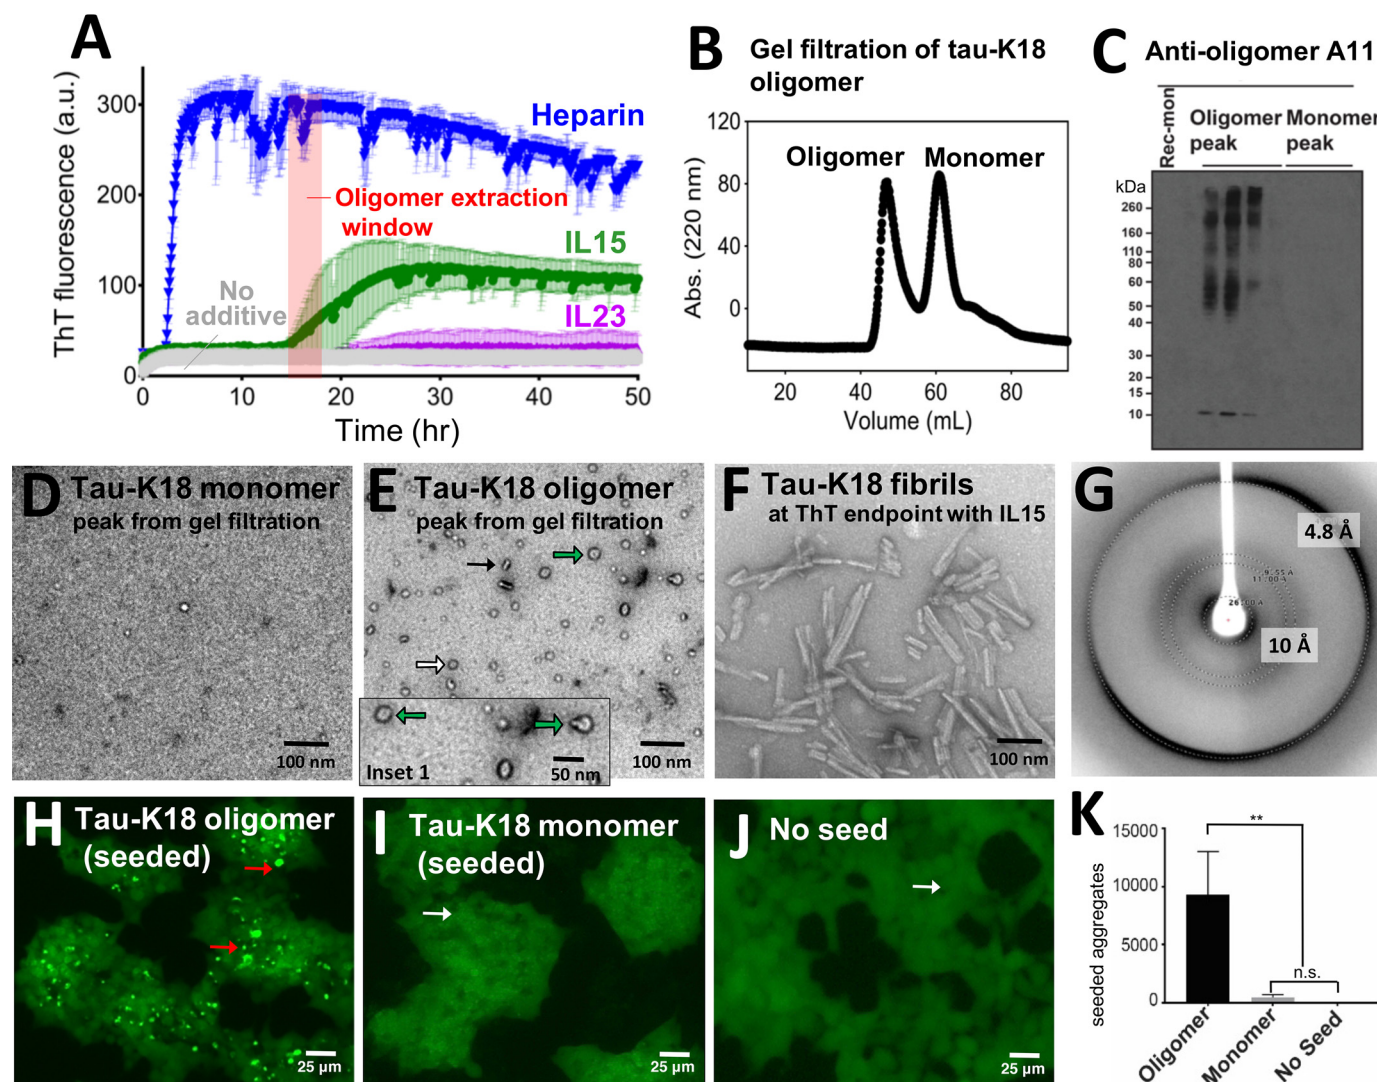 A
ThT fluorescence (a.u.)
300
200
100
0
0
10
20
30
40
50
Time (hr)
Heparin
Oligomer extraction
window
IL15
No
additive
IL23
B
Gel filtration of tau-K18
oligomer
Abs. (220 nm)
120
80
40
0
20
40
60
80
Volume (mL)
Oligomer
Monomer
C
Anti-oligomer A11
Rec-mon
Oligomer
peak
Monomer
peak
kDa
260
160
110
80
60
50
40
30
20
15
10
D
Tau-K18 monomer
peak from gel filtration
100 nm
E
Tau-K18 oligomer
peak from gel filtration
Inset 1
50 nm
100 nm
F
Tau-K18 fibrils
at ThT endpoint with IL15
100 nm
G
4.8 Å
9.55 A
11.00 A
26.00 A
10 Å
H
Tau-K18 oligomer
(seeded)
25 µm
I
Tau-K18 monomer
(seeded)
25 µm
J
No seed
25 µm
K
seeded aggregates
15000
10000
5000
0
**
n.s.
Oligomer
Monomer
No Seed